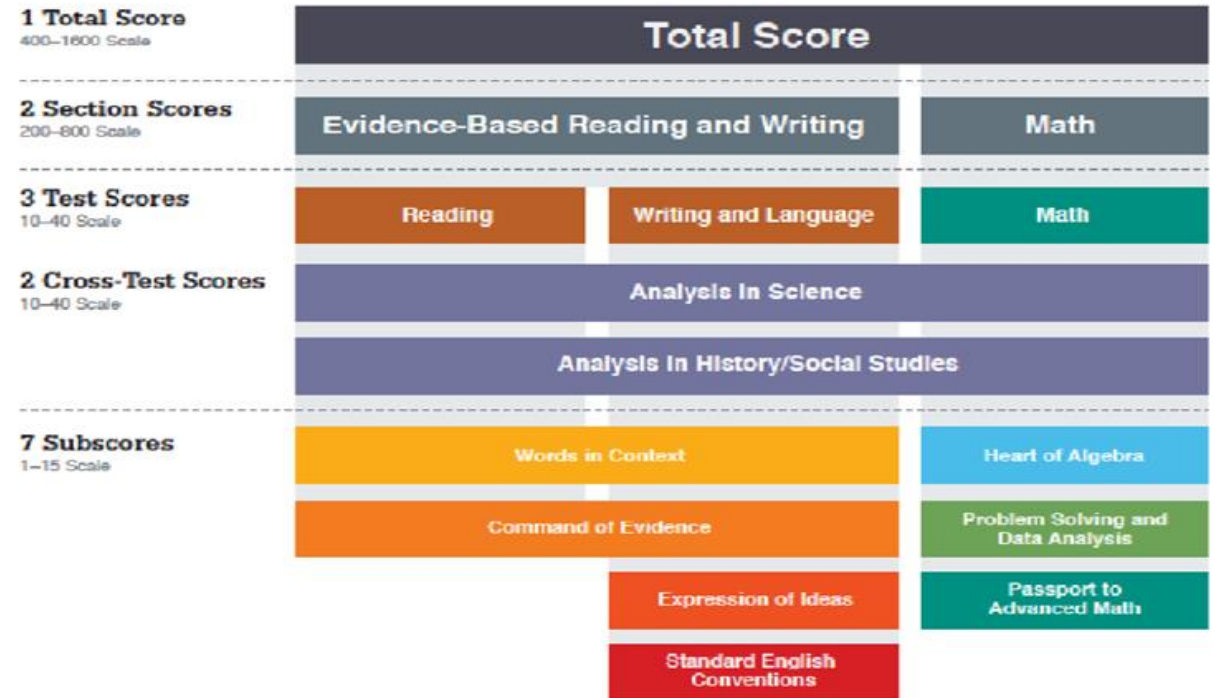 1 Total Score
400–1600 Scale
Total Score
2 Section Scores
200–800 Scale
Evidence-Based Reading and Writing
Math
3 Test Scores
10–40 Scale
Reading
Writing and Language
Math
2 Cross-Test Scores
10–40 Scale
Analysis in Science
Analysis in History/Social Studies
7 Subscores
1–15 Scale
Words in Context
Heart of Algebra
Command of Evidence
Problem Solving and
Data Analysis
Expression of Ideas
Passport to
Advanced Math
Standard English
Conventions